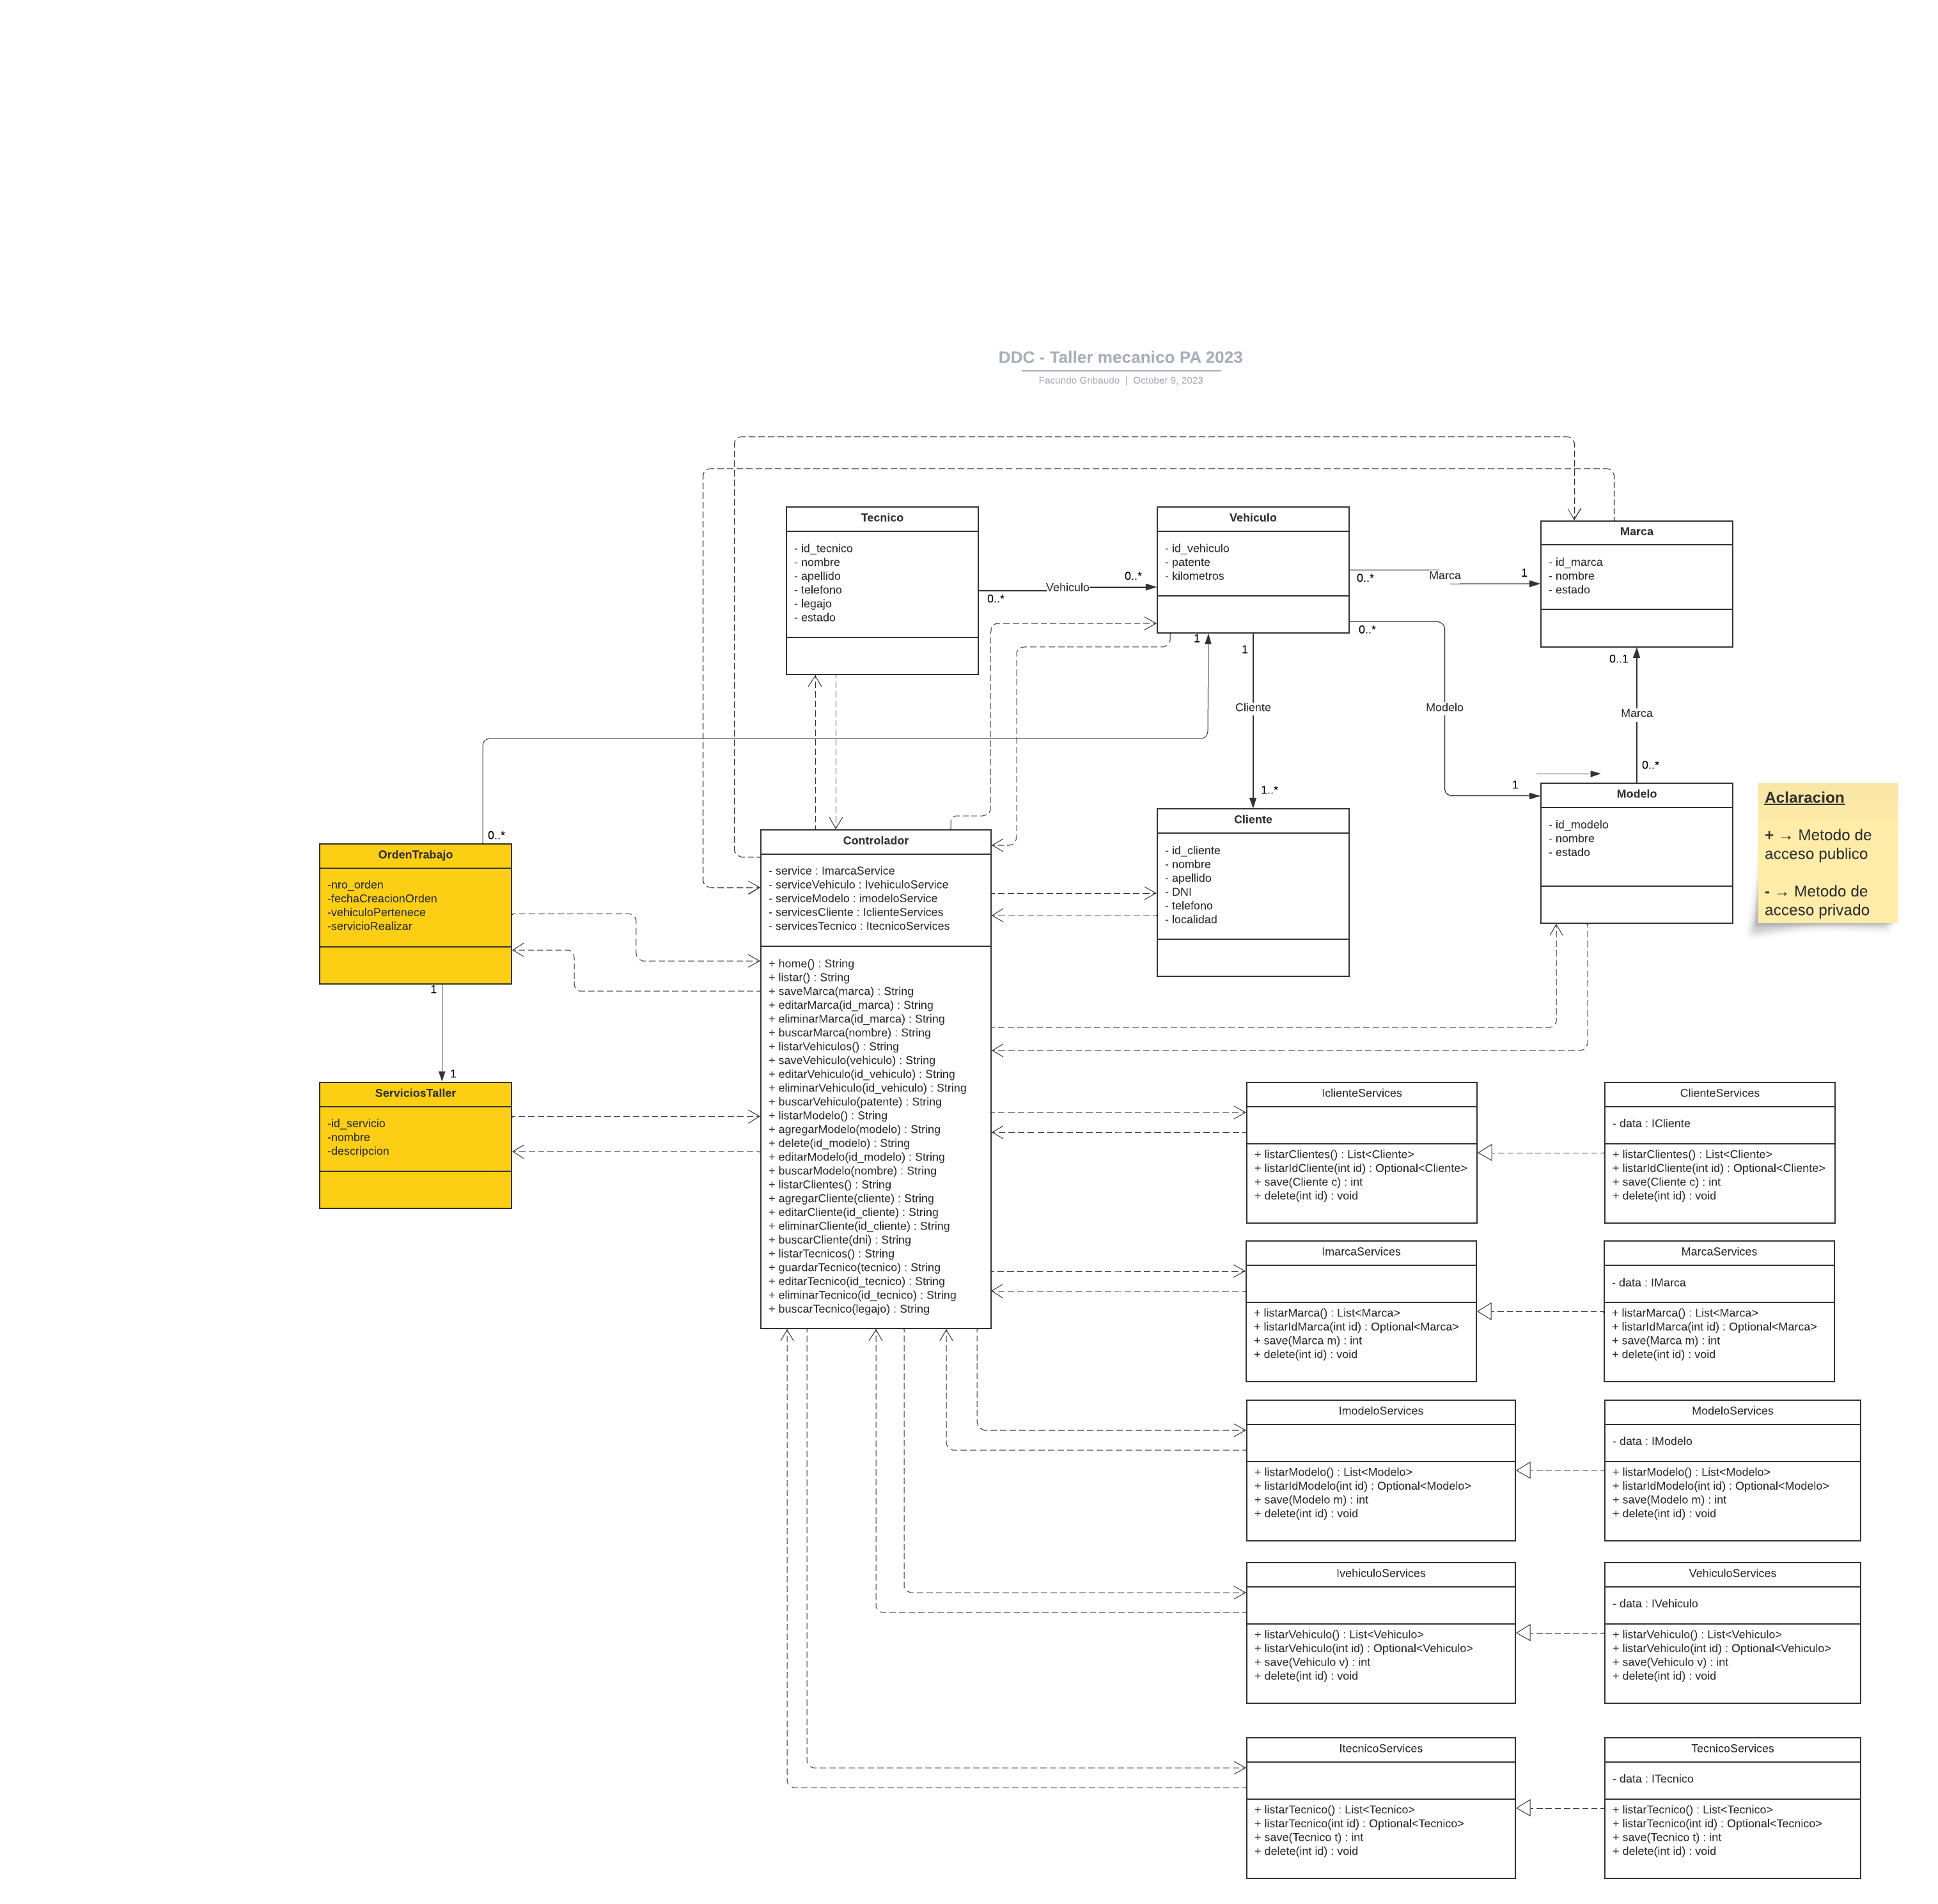 DDC - Taller mecanico PA 2023
Facundo Gribaudo | October 9, 2023
Tecnico
- id_tecnico
- nombre
- apellido
- telefono
- legajo
- estado
0..*
Vehiculo
0..*
Vehiculo
- id_vehiculo
- patente
- kilometros
0..*
Marca
1
Marca
- id_marca
- nombre
- estado
0..*
Modelo
1
0..1
Marca
0..*
1
1
Cliente
1..*
Modelo
- id_modelo
- nombre
- estado
Aclaracion
+ → Metodo de
acceso publico
- → Metodo de
acceso privado
Cliente
- id_cliente
- nombre
- apellido
- DNI
- telefono
- localidad
0..*
OrdenTrabajo
-nro_orden
-fechaCreacionOrden
-vehiculoPertenece
-servicioRealizar
1
1
ServiciosTaller
-id_servicio
-nombre
-descripcion
Controlador
- service : ImarcaService
- serviceVehiculo : IvehiculoService
- serviceModelo : imodeloService
- servicesCliente : IclienteServices
- servicesTecnico : ItecnicoServices
+ home() : String
+ listar() : String
+ saveMarca(marca) : String
+ editarMarca(id_marca) : String
+ eliminarMarca(id_marca) : String
+ buscarMarca(nombre) : String
+ listarVehiculos() : String
+ saveVehiculo(vehiculo) : String
+ editarVehiculo(id_vehiculo) : String
+ eliminarVehiculo(id_vehiculo) : String
+ buscarVehiculo(patente) : String
+ listarModelo() : String
+ agregarModelo(modelo) : String
+ delete(id_modelo) : String
+ editarModelo(id_modelo) : String
+ buscarModelo(nombre) : String
+ listarClientes() : String
+ agregarCliente(cliente) : String
+ editarCliente(id_cliente) : String
+ eliminarCliente(id_cliente) : String
+ buscarCliente(dni) : String
+ listarTecnicos() : String
+ guardarTecnico(tecnico) : String
+ editarTecnico(id_tecnico) : String
+ eliminarTecnico(id_tecnico) : String
+ buscarTecnico(legajo) : String
IclienteServices
+ listarClientes() : List<Cliente>
+ listarIdCliente(int id) : Optional<Cliente>
+ save(Cliente c) : int
+ delete(int id) : void
ClienteServices
- data : ICliente
+ listarClientes() : List<Cliente>
+ listarIdCliente(int id) : Optional<Cliente>
+ save(Cliente c) : int
+ delete(int id) : void
ImarcaServices
+ listarMarca() : List<Marca>
+ listarIdMarca(int id) : Optional<Marca>
+ save(Marca m) : int
+ delete(int id) : void
MarcaServices
- data : IMarca
+ listarMarca() : List<Marca>
+ listarIdMarca(int id) : Optional<Marca>
+ save(Marca m) : int
+ delete(int id) : void
ImodeloServices
+ listarModelo() : List<Modelo>
+ listarIdModelo(int id) : Optional<Modelo>
+ save(Modelo m) : int
+ delete(int id) : void
ModeloServices
- data : IModelo
+ listarModelo() : List<Modelo>
+ listarIdModelo(int id) : Optional<Modelo>
+ save(Modelo m) : int
+ delete(int id) : void
IvehiculoServices
+ listarVehiculo() : List<Vehiculo>
+ listarVehiculo(int id) : Optional<Vehiculo>
+ save(Vehiculo v) : int
+ delete(int id) : void
VehiculoServices
- data : IVehiculo
+ listarVehiculo() : List<Vehiculo>
+ listarVehiculo(int id) : Optional<Vehiculo>
+ save(Vehiculo v) : int
+ delete(int id) : void
ItecnicoServices
+ listarTecnico() : List<Tecnico>
+ listarTecnico(int id) : Optional<Tecnico>
+ save(Tecnico t) : int
+ delete(int id) : void
TecnicoServices
- data : ITecnico
+ listarTecnico() : List<Tecnico>
+ listarTecnico(int id) : Optional<Tecnico>
+ save(Tecnico t) : int
+ delete(int id) : void